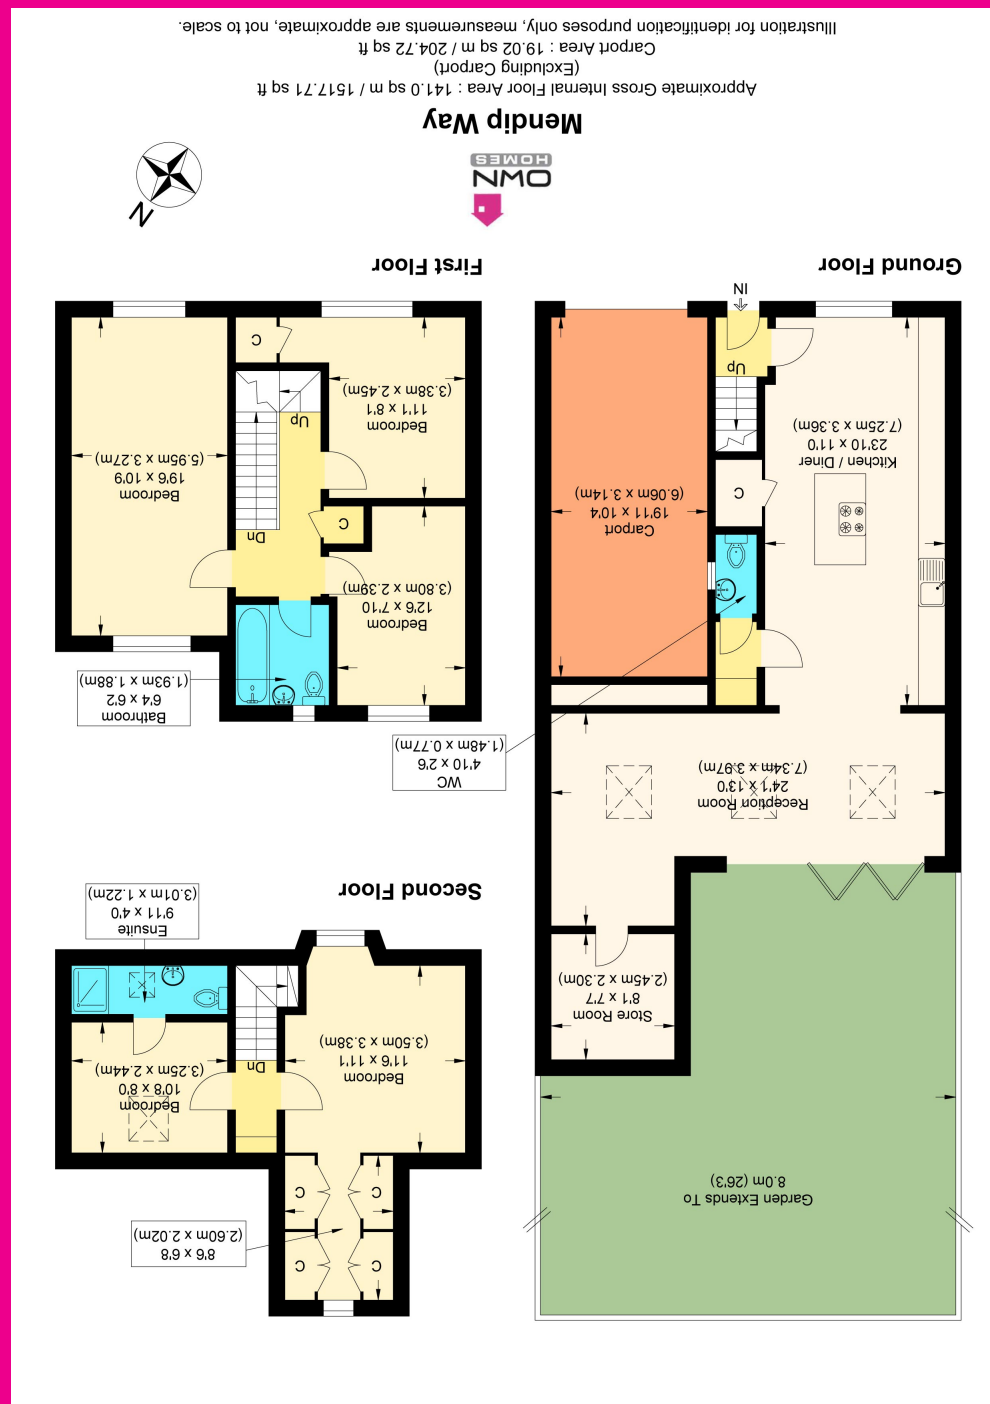 Garden Extends To
8.0m (26'3)
Store Room
8'1 x 7'7
(2.45m x 2.30m)
Reception Room
24'1 x 13'0
(7.34m x 3.97m)
WC
4'10 x 2'6
(1.48m x 0.77m)
Carport
19'11 x 10'4
(6.06m x 3.14m)
Kitchen / Diner
23'10 x 11'0
(7.25m x 3.36m)
C
Up
IN
Ground Floor
8'6 x 6'8
(2.60m x 2.02m)
C
C
C
C
Bedroom
11'6 x 11'1
(3.50m x 3.38m)
Dn
Bedroom
10'8 x 8'0
(3.25m x 2.44m)
Ensuite
9'11 x 4'0
(3.01m x 1.22m)
Second Floor
Bathroom
6'4 x 6'2
(1.93m x 1.88m)
Bedroom
12'6 x 7'10
(3.80m x 2.39m)
C
Dn
Bedroom
19'6 x 10'9
(5.95m x 3.27m)
Bedroom
11'1 x 8'1
(3.38m x 2.45m)
Up
C
First Floor
N
OWN
HOMES
Mendip Way
Approximate Gross Internal Floor Area : 141.0 sq m / 1517.71 sq ft
(Excluding Carport)
Carport Area : 19.02 sq m / 204.72 sq ft
Illustration for identification purposes only, measurements are approximate, not to scale.